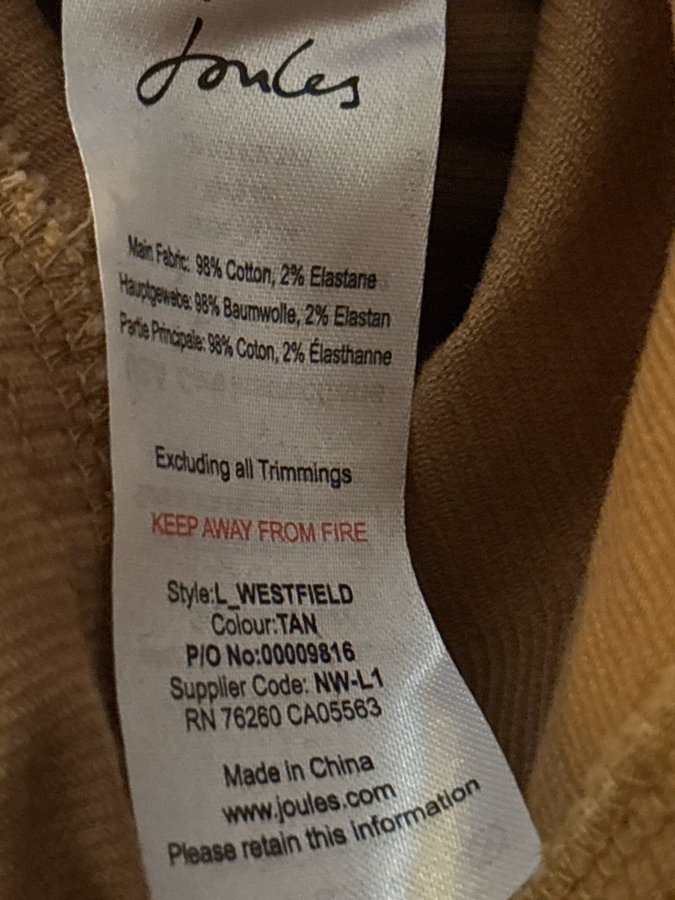 Joules
Main Fabric: 98% Cotton, 2% Elastane
Hauptgewebe: 98% Baumwolle, 2% Elastan
Partie Principale: 98% Coton, 2% Élasthanne
Excluding all Trimmings
KEEP AWAY FROM FIRE
Style:L_WESTFIELD
Colour:TAN
P/O No:00009816
Supplier Code: NW-L1
RN 76260 CA05563
Made in China
www.joules.com
Please retain this information